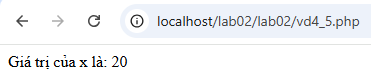 localhost/lab02/lab02/vd4_5.php
Giá trị của x là: 20